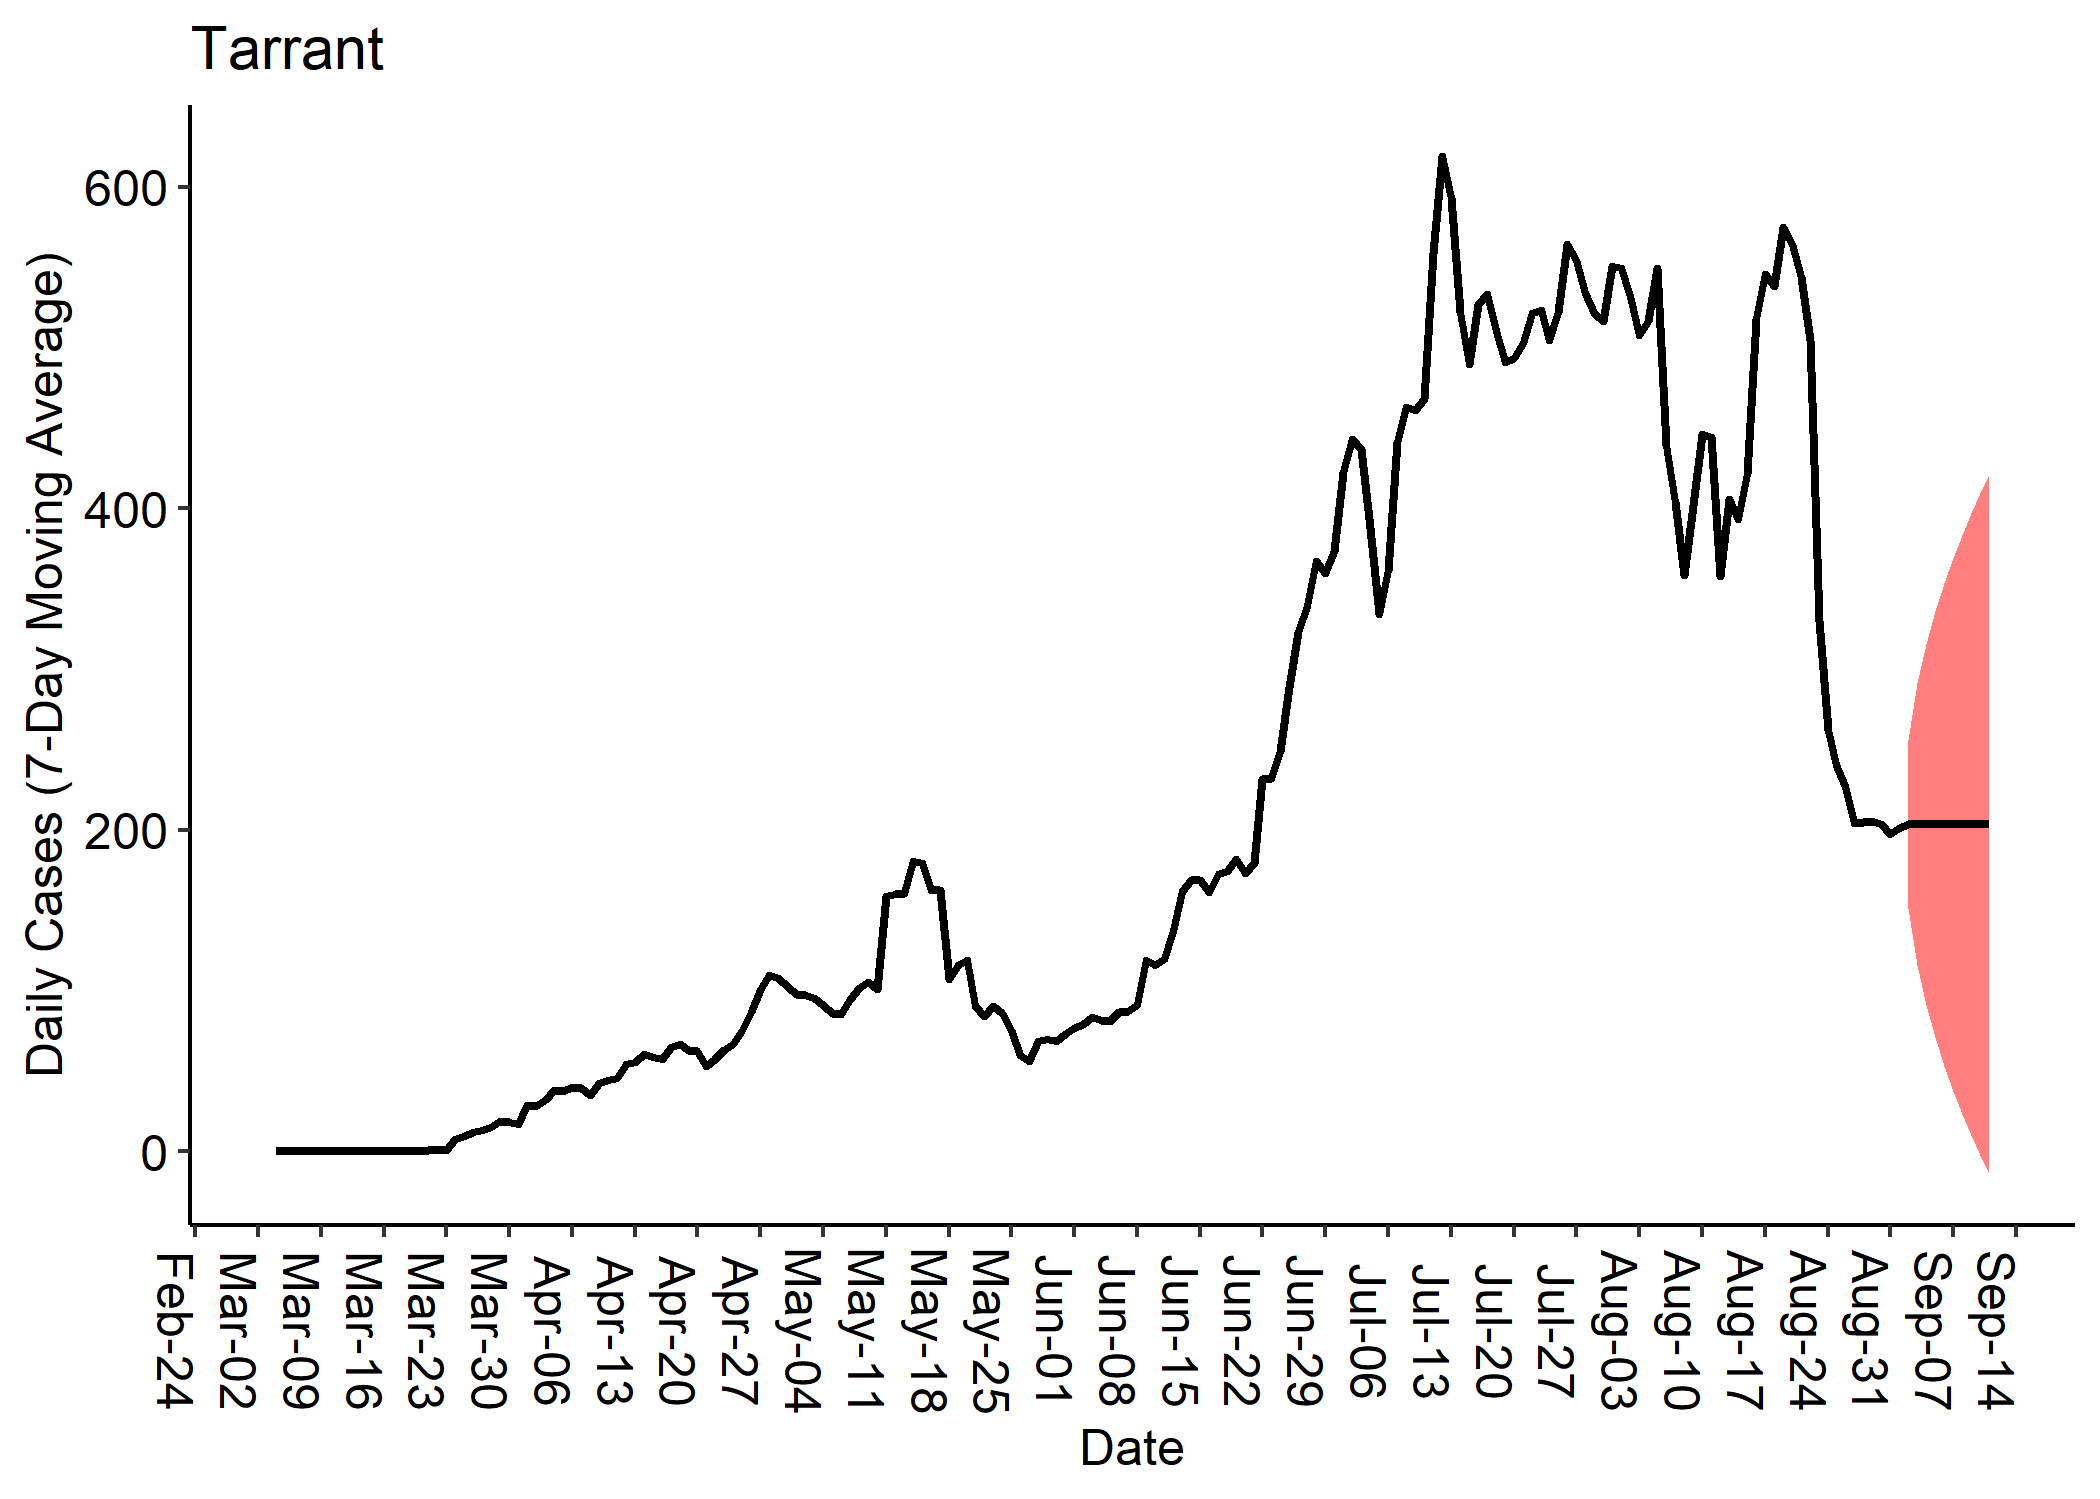 Tarrant
Daily Cases (7-Day Moving Average)
600
400
200
0
Feb-24
Mar-02
Mar-09
Mar-16
Mar-23
Mar-30
Apr-06
Apr-13
Apr-20
Apr-27
May-04
May-11
May-18
May-25
Jun-01
Jun-08
Jun-15
Jun-22
Jun-29
Jul-06
Jul-13
Jul-20
Jul-27
Aug-03
Aug-10
Aug-17
Aug-24
Aug-31
Sep-07
Sep-14
Date